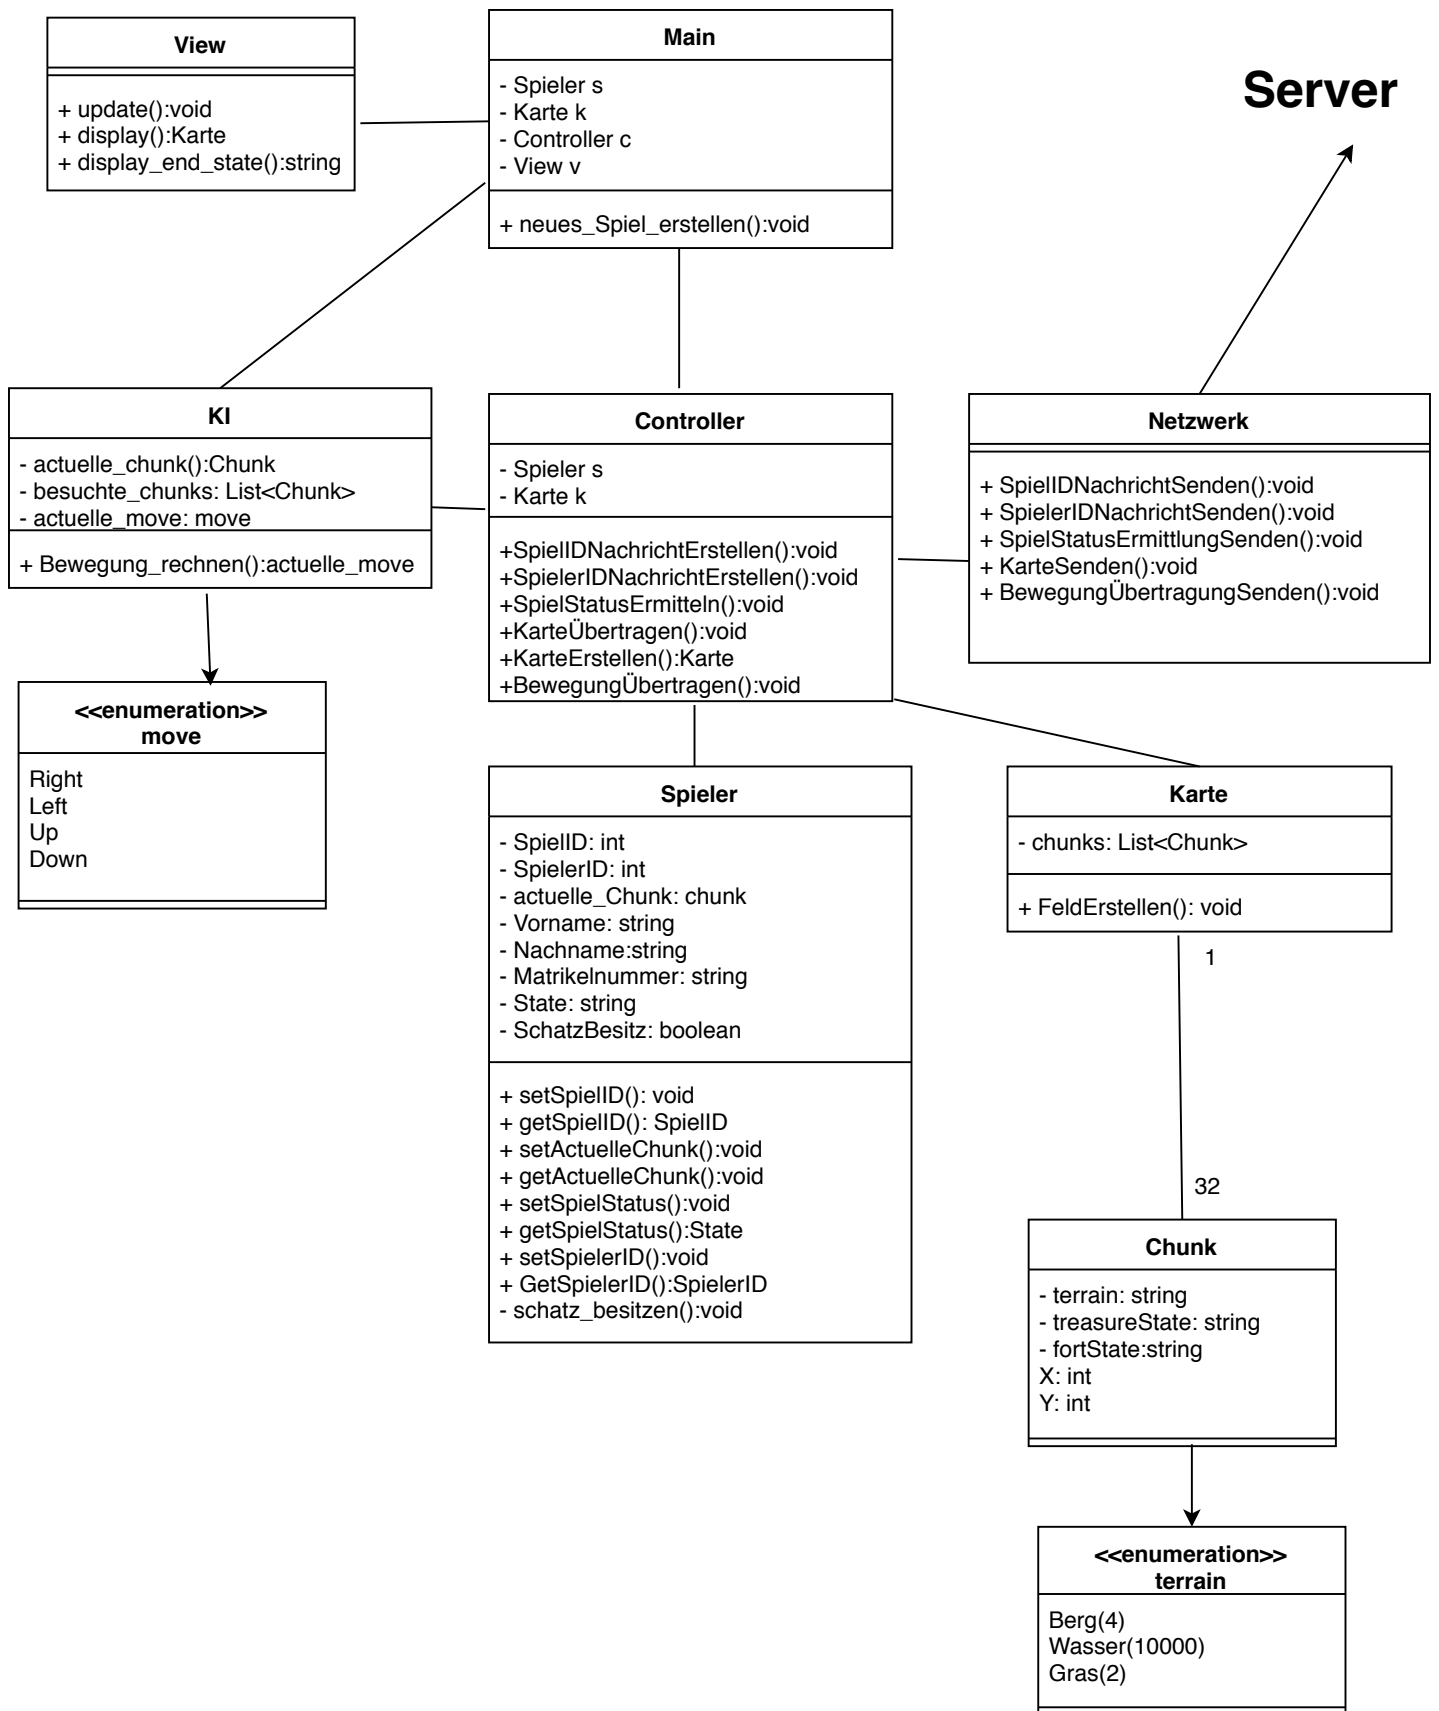 View
+ update():void
+ display():Karte
+ display_end_state():string
Main
- Spieler s
- Karte k
- Controller c
- View v
+ neues_Spiel_erstellen():void
Server
KI
- actuelle_chunk():Chunk
- besuchte_chunks: List<Chunk>
- actuelle_move: move
+ Bewegung_rechnen():actuelle_move
Controller
- Spieler s
- Karte k
+SpielIDNachrichtErstellen():void
+SpielerIDNachrichtErstellen():void
+SpielStatusErmitteln():void
+KarteÜbertragen():void
+KarteErstellen():Karte
+BewegungÜbertragen():void
Netzwerk
+ SpielIDNachrichtSenden():void
+ SpielerIDNachrichtSenden():void
+ SpielStatusErmittlungSenden():void
+ KarteSenden():void
+ BewegungÜbertragungSenden():void
<<enumeration>>
move
Right
Left
Up
Down
Spieler
- SpielID: int
- SpielerID: int
- actuelle_Chunk: chunk
- Vorname: string
- Nachname:string
- Matrikelnummer: string
- State: string
- SchatzBesitz: boolean
+ setSpielID(): void
+ getSpielID(): SpielID
+ setActuelleChunk():void
+ getActuelleChunk():void
+ setSpielStatus():void
+ getSpielStatus():State
+ setSpielerID():void
+ GetSpielerID():SpielerID
- schatz_besitzen():void
Karte
- chunks: List<Chunk>
+ FeldErstellen(): void
1
32
Chunk
- terrain: string
- treasureState: string
- fortState:string
X: int
Y: int
<<enumeration>>
terrain
Berg(4)
Wasser(10000)
Gras(2)